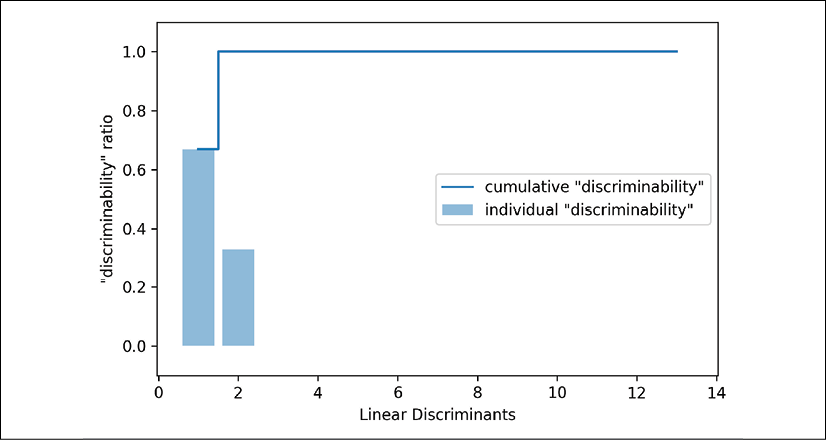 1.0
0.8
0.6
0.4
0.2
0.0
"discriminability" ratio
cumulative "discriminability"
individual "discriminability"
0 2 4 6 8 10 12 14
Linear Discriminants